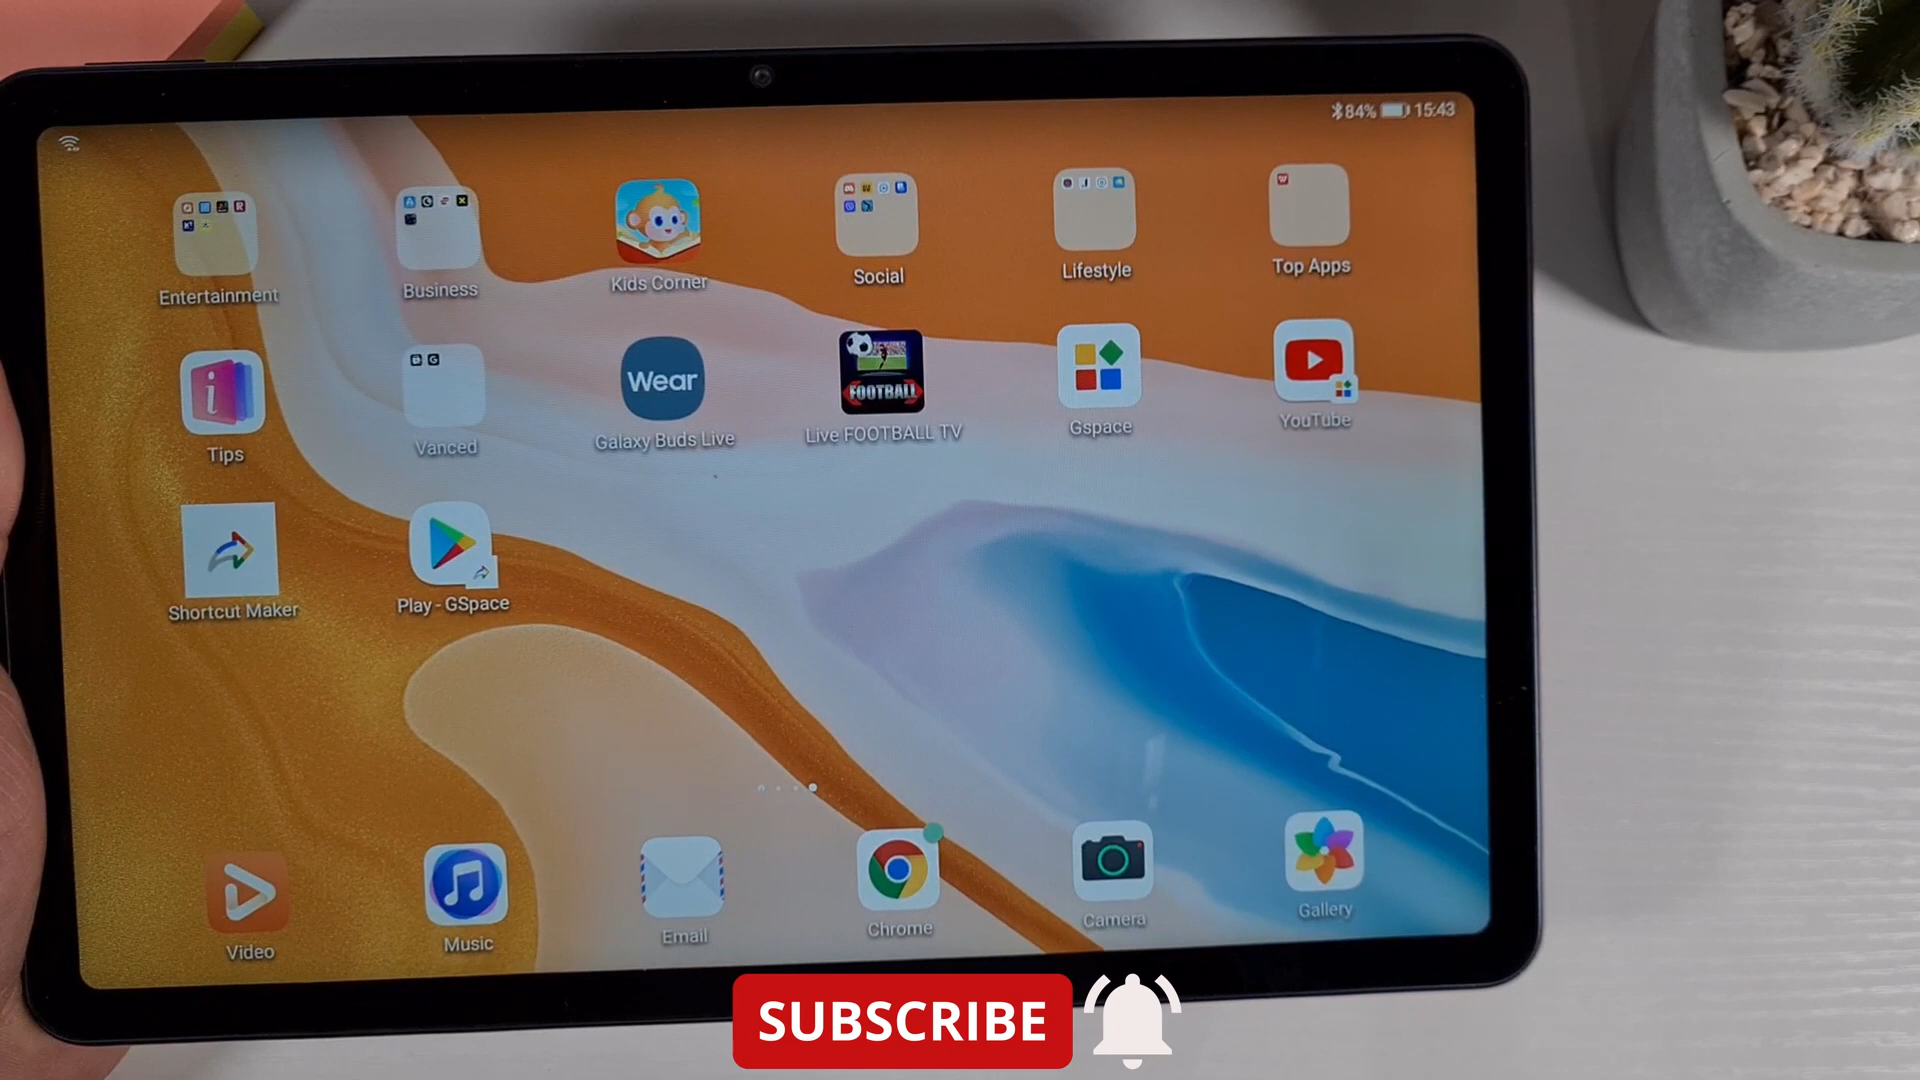 84% 15:43
Entertainment
Business
Kids Corner
Social
Lifestyle
Top Apps
Tips
Vanced
Wear
Galaxy Buds Live
FOOTBALL
Live FOOTBALL TV
Gspace
YouTube
Shortcut Maker
Play - GSpace
Video
Music
Email
Chrome
Camera
Gallery
SUBSCRIBE